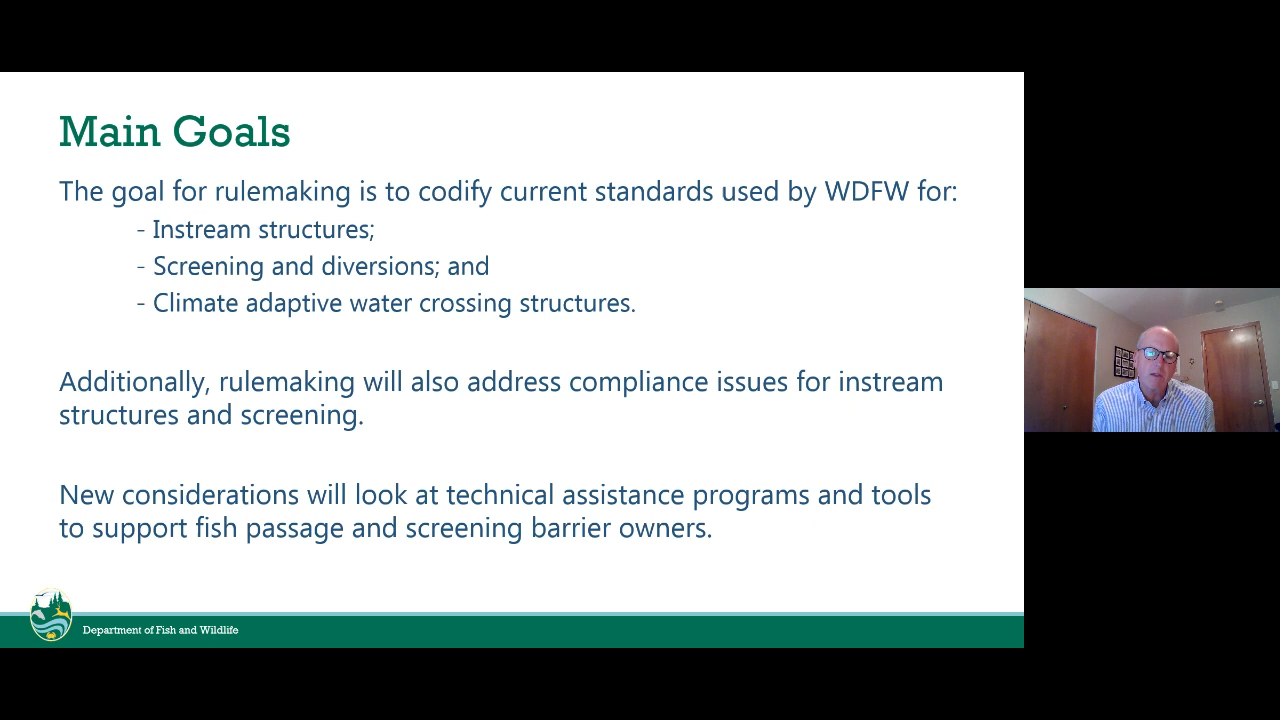 Main Goals
The goal for rulemaking is to codify current standards used by WDFW for:
- Instream structures;
- Screening and diversions; and
- Climate adaptive water crossing structures.
Additionally, rulemaking will also address compliance issues for instream
structures and screening.
New considerations will look at technical assistance programs and tools
to support fish passage and screening barrier owners.
Department of Fish and Wildlife